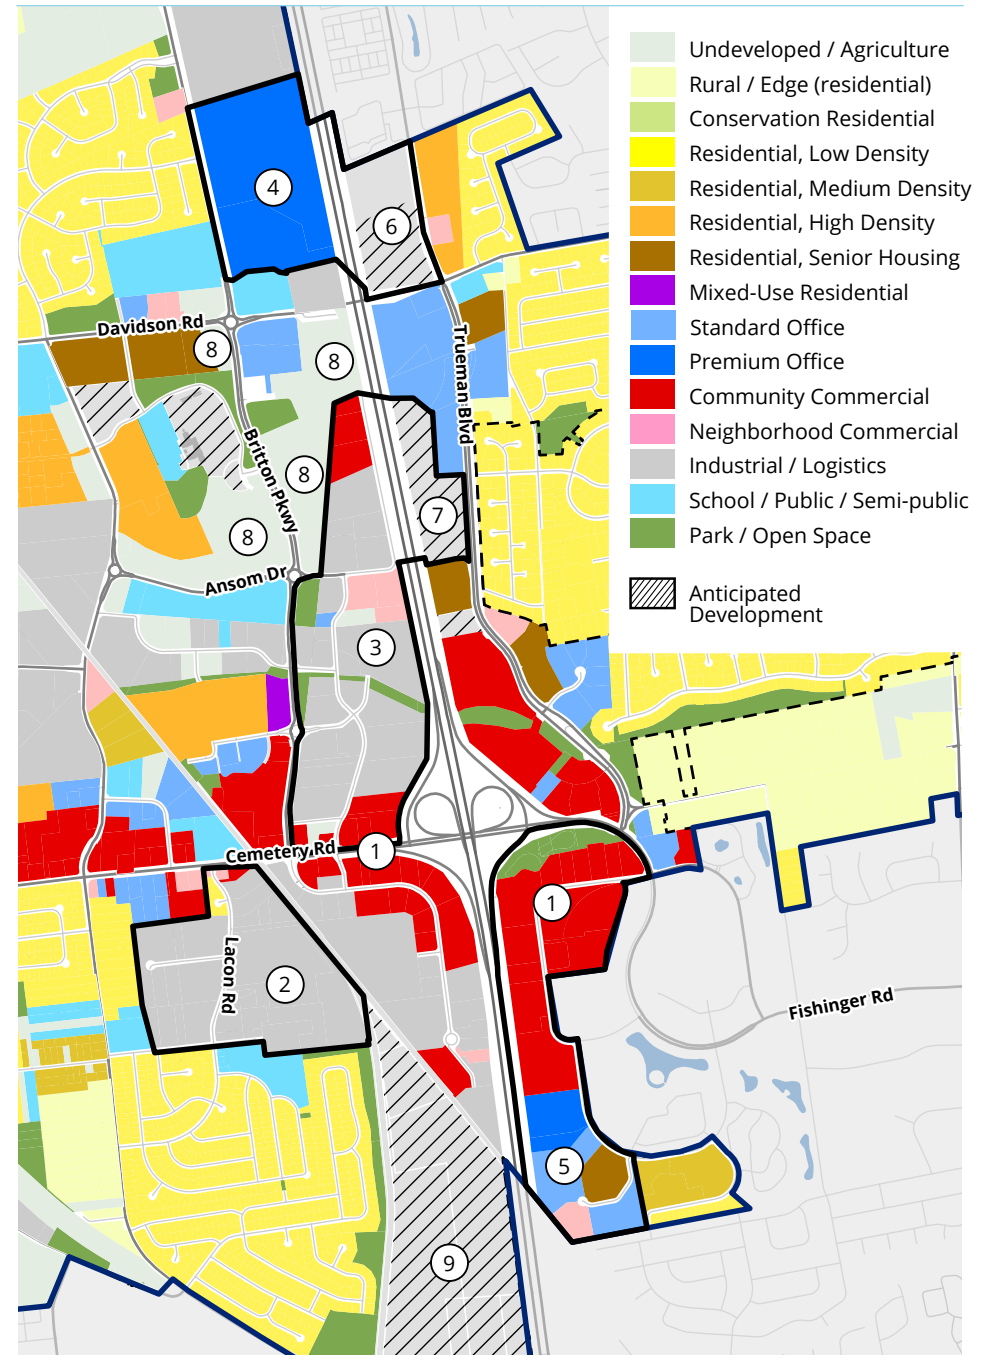 Undeveloped / Agriculture
Rural / Edge (residential)
Conservation Residential
Residential, Low Density
Residential, Medium Density
Residential, High Density
Residential, Senior Housing
Mixed-Use Residential
Standard Office
Premium Office
Community Commercial
Neighborhood Commercial
Industrial / Logistics
School / Public / Semi-public
Park / Open Space
Anticipated
Development
4
6
Davidson Rd
8
8
Trueman Blvd
Britton Pkwy
8
7
8
Ansom Dr
3
Cemetery Rd
1
1
Lacon Rd
2
Fishinger Rd
5
9